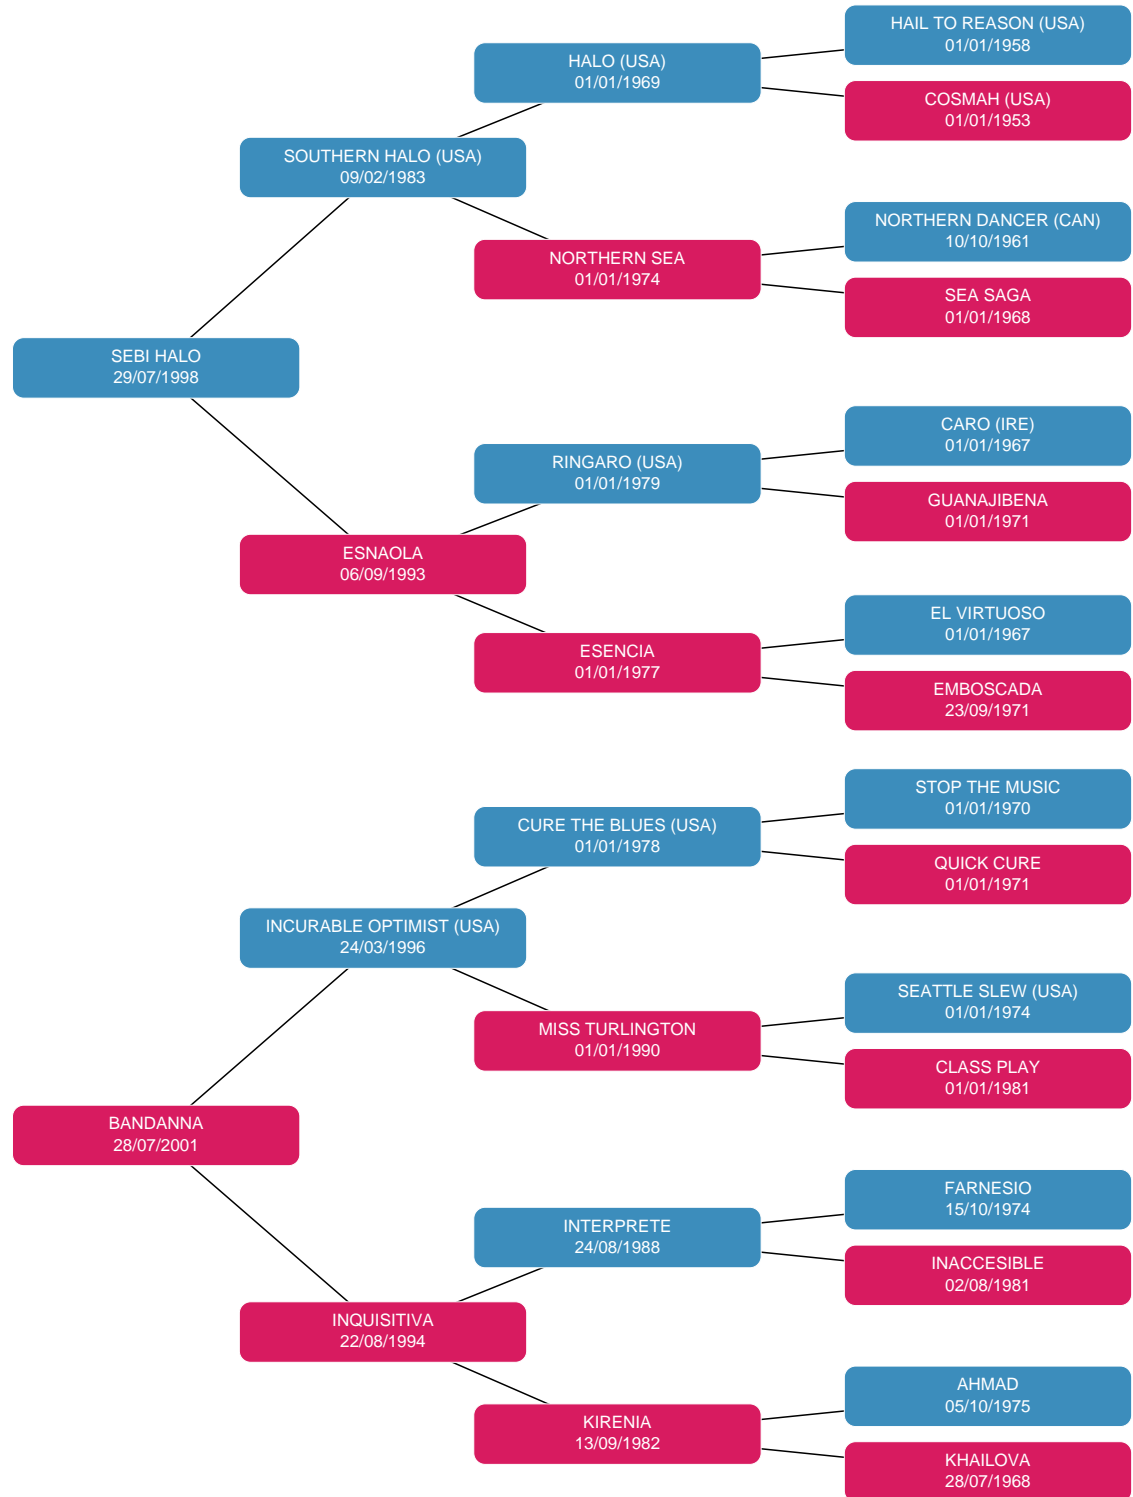 HAIL TO REASON (USA)
01/01/1958
HALO (USA)
01/01/1969
COSMAH (USA)
01/01/1953
SOUTHERN HALO (USA)
09/02/1983
NORTHERN DANCER (CAN)
10/10/1961
NORTHERN SEA
01/01/1974
SEA SAGA
01/01/1968
SEBI HALO
29/07/1998
CARO (IRE)
01/01/1967
RINGARO (USA)
01/01/1979
GUANAJIBENA
01/01/1971
ESNAOLA
06/09/1993
EL VIRTUOSO
01/01/1967
ESENCIA
01/01/1977
EMBOSCADA
23/09/1971
STOP THE MUSIC
01/01/1970
CURE THE BLUES (USA)
01/01/1978
QUICK CURE
01/01/1971
INCURABLE OPTIMIST (USA)
24/03/1996
SEATTLE SLEW (USA)
01/01/1974
MISS TURLINGTON
01/01/1990
CLASS PLAY
01/01/1981
BANDANNA
28/07/2001
FARNESIO
15/10/1974
INTERPRETE
24/08/1988
INACCESIBLE
02/08/1981
INQUISITIVA
22/08/1994
AHMAD
05/10/1975
KIRENIA
13/09/1982
KHAILOVA
28/07/1968